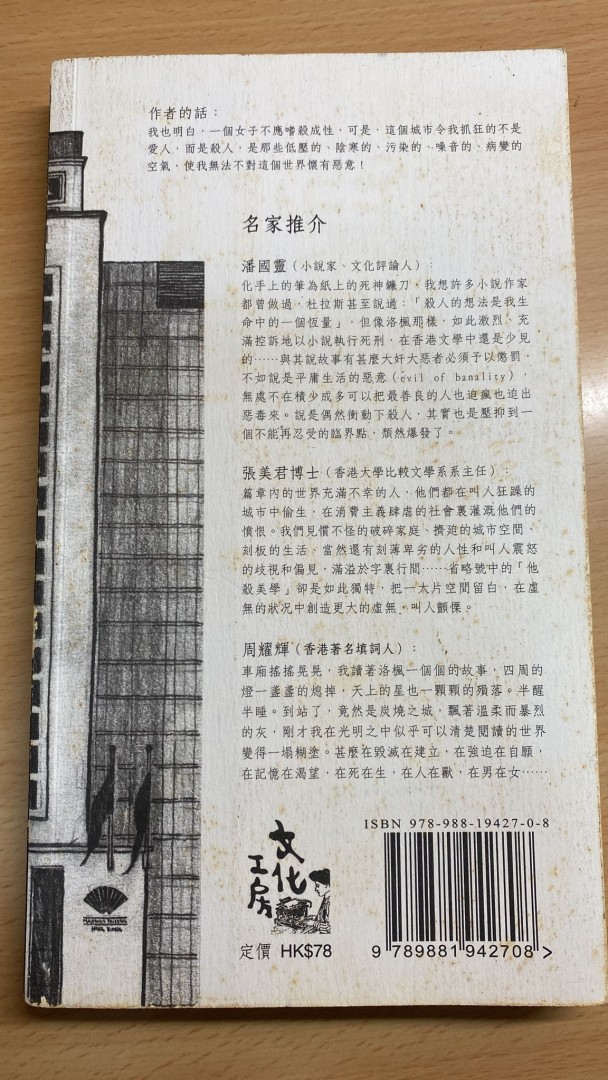 作者的話：
我也明白，一個女子不應嗜殺成性，可是，這個城市令我抓狂的不是
愛人，而是殺人，是那些低壓的、陰寒的、污染的、噪音的、病變的
空氣，使我無法不對這個世界懷有惡意！
名家推介
潘國靈（小說家、文化評論人）：
化手上的筆為紙上的死神鐮刀，我想許多小說作家
都曾做過，杜拉斯甚至說過：「殺人的想法是我生
命中的一個恆量」，但像洛楓那樣，如此激烈、充
滿控訴地以小說執行死刑，在香港文學中還是少見
的……與其說故事有甚麼大奸大惡者必須予以懲罰，
不如說是平庸生活的惡意（evil of banality），
無處不在積少成多可以把最善良的人也迫瘋也迫出
惡毒來。說是偶然衝動下殺人，其實也是壓抑到一
個不能再忍受的臨界點，頹然爆發了。
張美君博士（香港大學比較文學系系主任）：
篇章內的世界充滿不幸的人，他們都在叫人狂躁的
城市中偷生，在消費主義肆虐的社會裏灌溉他們的
憤恨。我們見慣不怪的破碎家庭、擠迫的城市空間、
刻板的生活、當然還有刻薄卑劣的人性和叫人震怒
的歧視和偏見，滿溢於字裏行間……省略號中的「他
殺美學」卻是如此獨特，把一大片空間留白，在虛
無的狀況中創造更大的虛無，叫人顫慄。
周耀輝（香港著名填詞人）：
車廂搖搖晃晃，我讀著洛楓一個個的故事，四周的
燈一盞盞的熄掉，天上的星也一顆顆的殞落。半醒
半睡。到站了，竟然是炭燒之城，飄著溫柔而暴烈
的灰，剛才我在光明之中似乎可以清楚閱讀的世界
變得一塌糊塗。甚麼在毀滅在建立，在強迫在自願，
在記憶在渴望，在死在生，在人在獸，在男在女……
ISBN 978-988-19427-0-8
文化工房
定價 HK$78
9 789881 942708 >
HONG KONG